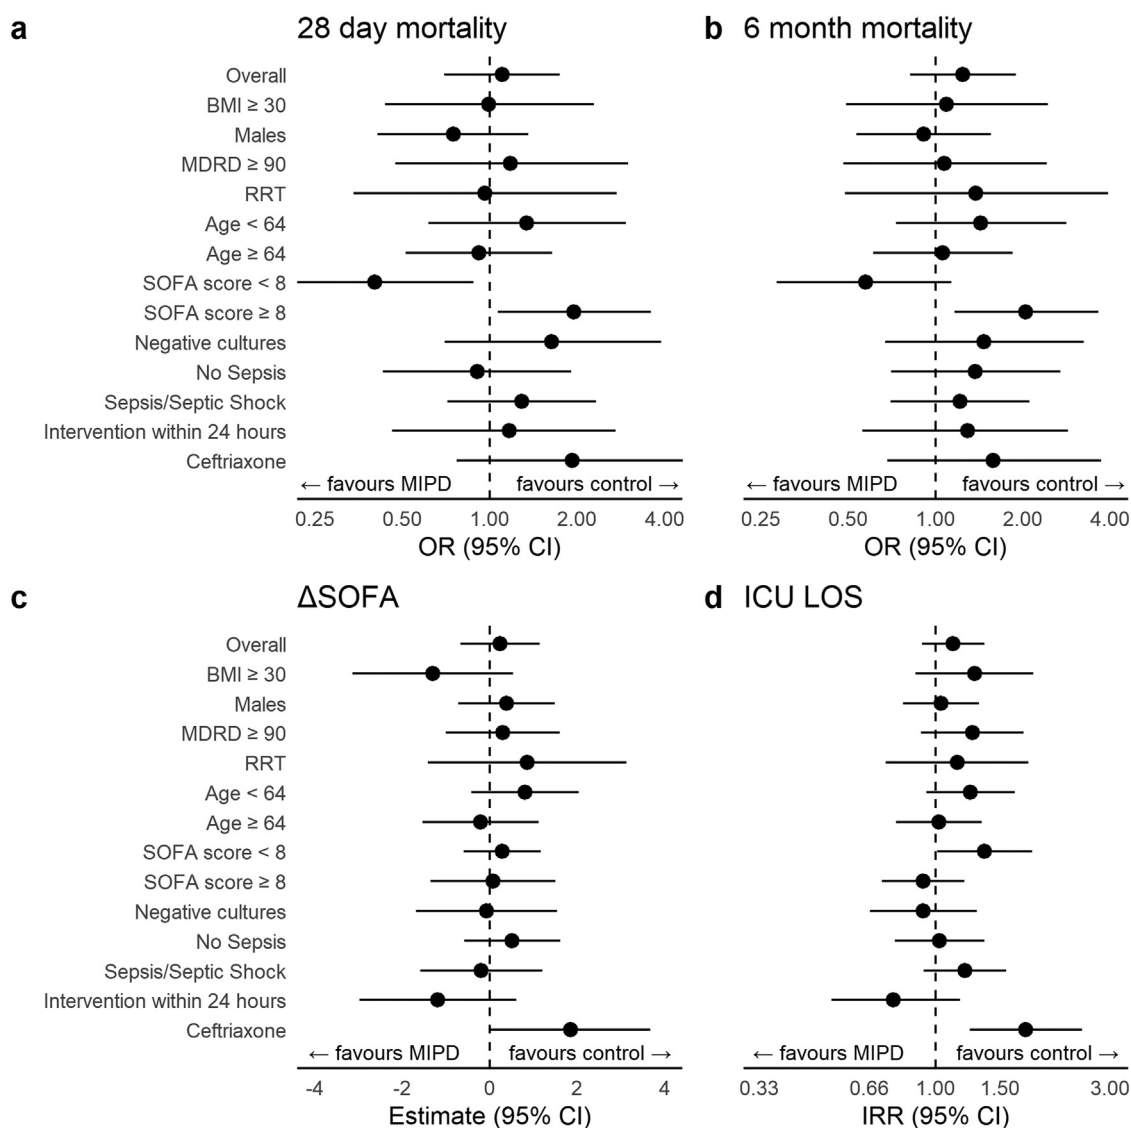 a 28 day mortality
b 6 month mortality
Overall
BMI ≥ 30
Males
MDRD ≥ 90
RRT
Age < 64
Age ≥ 64
SOFA score < 8
SOFA score ≥ 8
Negative cultures
No Sepsis
Sepsis/Septic Shock
Intervention within 24 hours
Ceftriaxone
← favours MIPD favours control →
← favours MIPD favours control →
0.25 0.50 1.00 2.00 4.00
0.25 0.50 1.00 2.00 4.00
OR (95% CI)
OR (95% CI)
c ΔSOFA
d ICU LOS
Overall
BMI ≥ 30
Males
MDRD ≥ 90
RRT
Age < 64
Age ≥ 64
SOFA score < 8
SOFA score ≥ 8
Negative cultures
No Sepsis
Sepsis/Septic Shock
Intervention within 24 hours
Ceftriaxone
← favours MIPD favours control →
← favours MIPD favours control →
-4 -2 0 2 4
0.33 0.66 1.00 1.50 3.00
Estimate (95% CI)
IRR (95% CI)